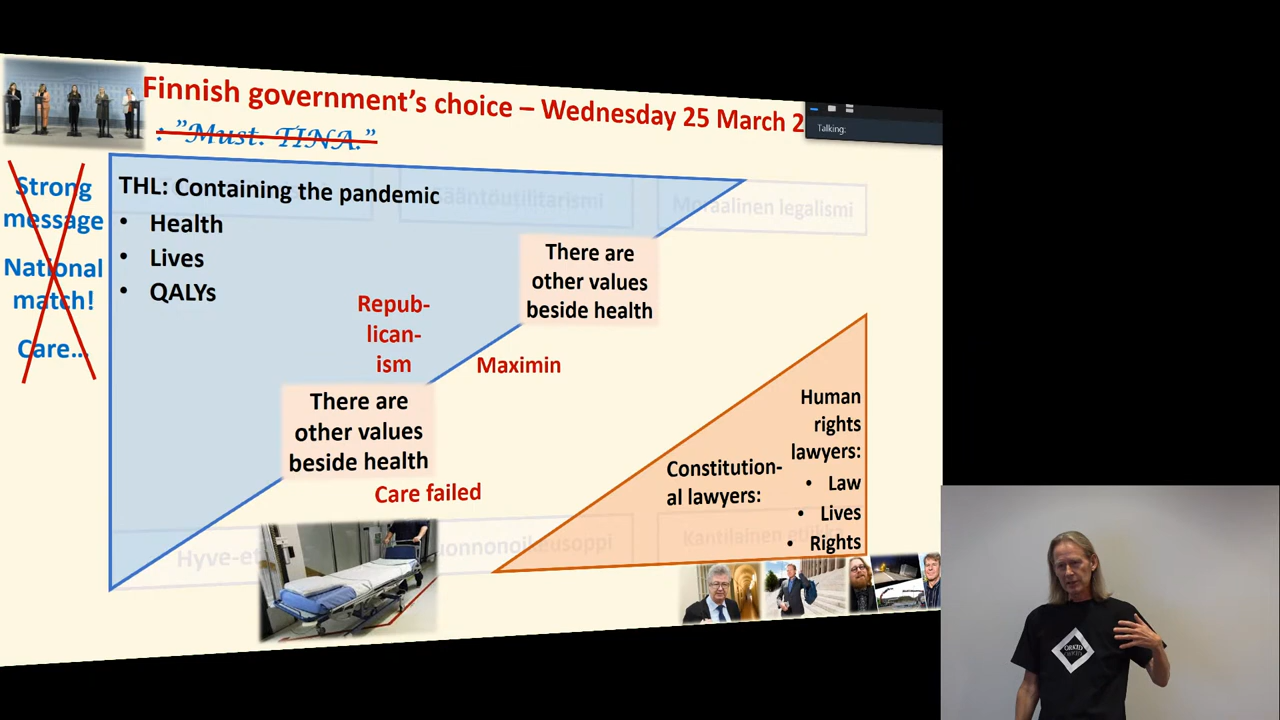 Finnish government's choice – Wednesday 25 March 2
: "Must. TINA."
Talking:
Strong
message
National
match!
Care...
THL: Containing the pandemic
• Health
• Lives
• QALYs
Moraalinen legalismi
There are
other values
beside health
Repub-
lican-
ism
Maximin
There are
other values
beside health
Care failed
Human
rights
lawyers:
Constitution-
al lawyers:
• Law
• Lives
• Rights
Kantilainen etiikka